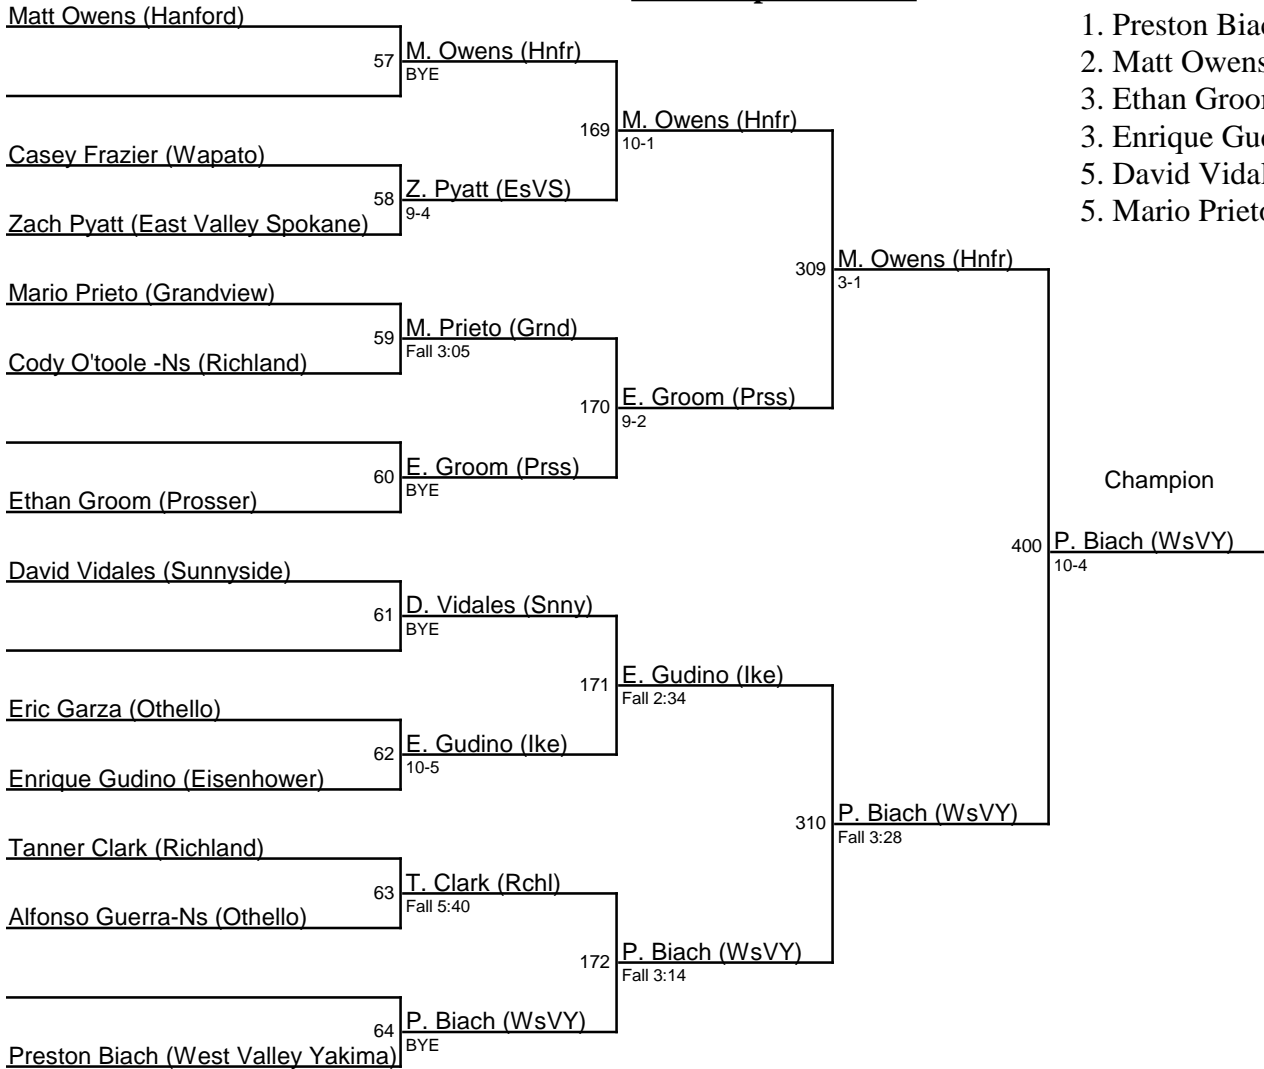 Matt Owens (Hanford)
57 M. Owens (Hnfr)
BYE
169 M. Owens (Hnfr)
10-1
Casey Frazier (Wapato)
58 Z. Pyatt (EsVS)
9-4
Zach Pyatt (East Valley Spokane)
309 M. Owens (Hnfr)
3-1
Mario Prieto (Grandview)
59 M. Prieto (Grnd)
Fall 3:05
Cody O'toole -Ns (Richland)
170 E. Groom (Prss)
9-2
60 E. Groom (Prss)
BYE
Ethan Groom (Prosser)
Champion
400 P. Biach (WsVY)
10-4
David Vidales (Sunnyside)
61 D. Vidales (Snny)
BYE
171 E. Gudino (Ike)
Fall 2:34
Eric Garza (Othello)
62 E. Gudino (Ike)
10-5
Enrique Gudino (Eisenhower)
310 P. Biach (WsVY)
Fall 3:28
Tanner Clark (Richland)
63 T. Clark (Rchl)
Fall 5:40
Alfonso Guerra-Ns (Othello)
172 P. Biach (WsVY)
Fall 3:14
64 P. Biach (WsVY)
BYE
Preston Biach (West Valley Yakima)
1. Preston
2. Matt Owens
3. Ethan
3. Enrique
5. David
5. Mario Prieto